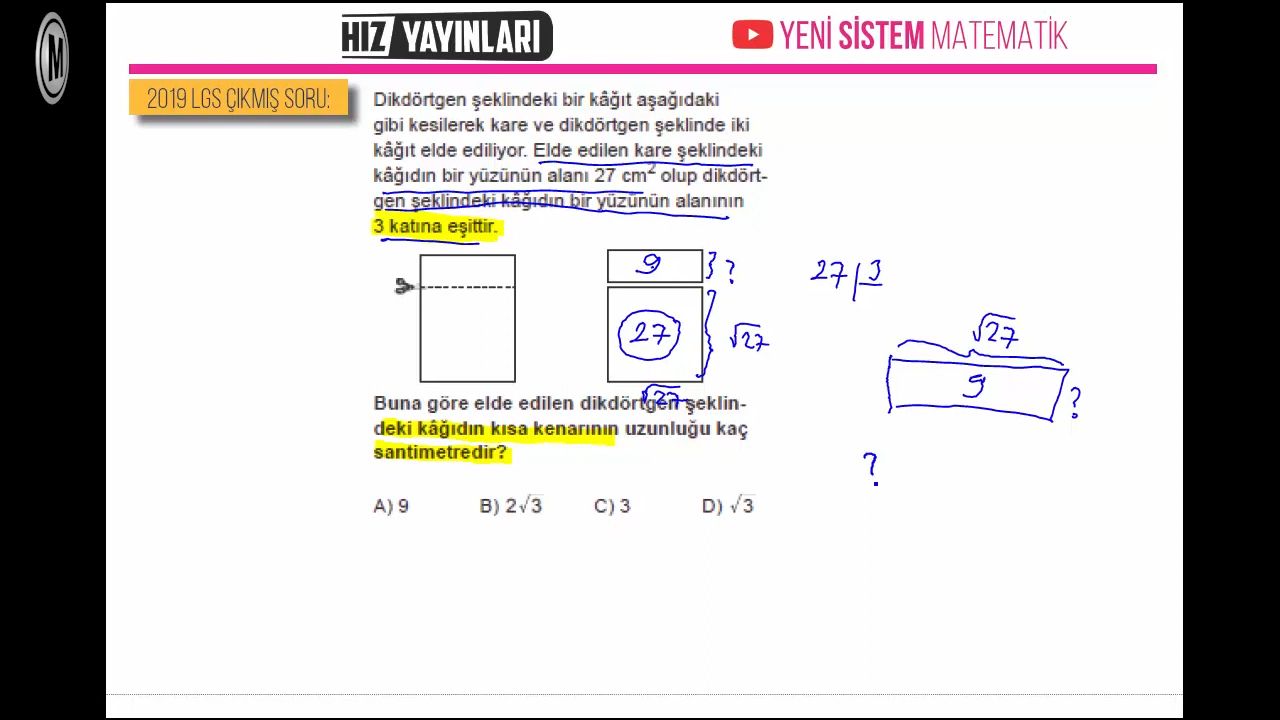 M
HIZ YAYINLARI
YENİ SİSTEM MATEMATİK
2019 LGS ÇIKMIŞ SORU:
Dikdörtgen şeklindeki bir kâğıt aşağıdaki
gibi kesilerek kare ve dikdörtgen şeklinde iki
kâğıt elde ediliyor. Elde edilen kare şeklindeki
kâğıdın bir yüzünün alanı 27 cm² olup dikdört-
gen şeklindeki kâğıdın bir yüzünün alanının
3 katına eşittir.
9 ?
27 √27
√27
27 | 3
√27
9 ?
?
Buna göre elde edilen dikdörtgen şeklin-
deki kâğıdın kısa kenarının uzunluğu kaç
santimetredir?
A) 9 B) 2√3 C) 3 D) √3